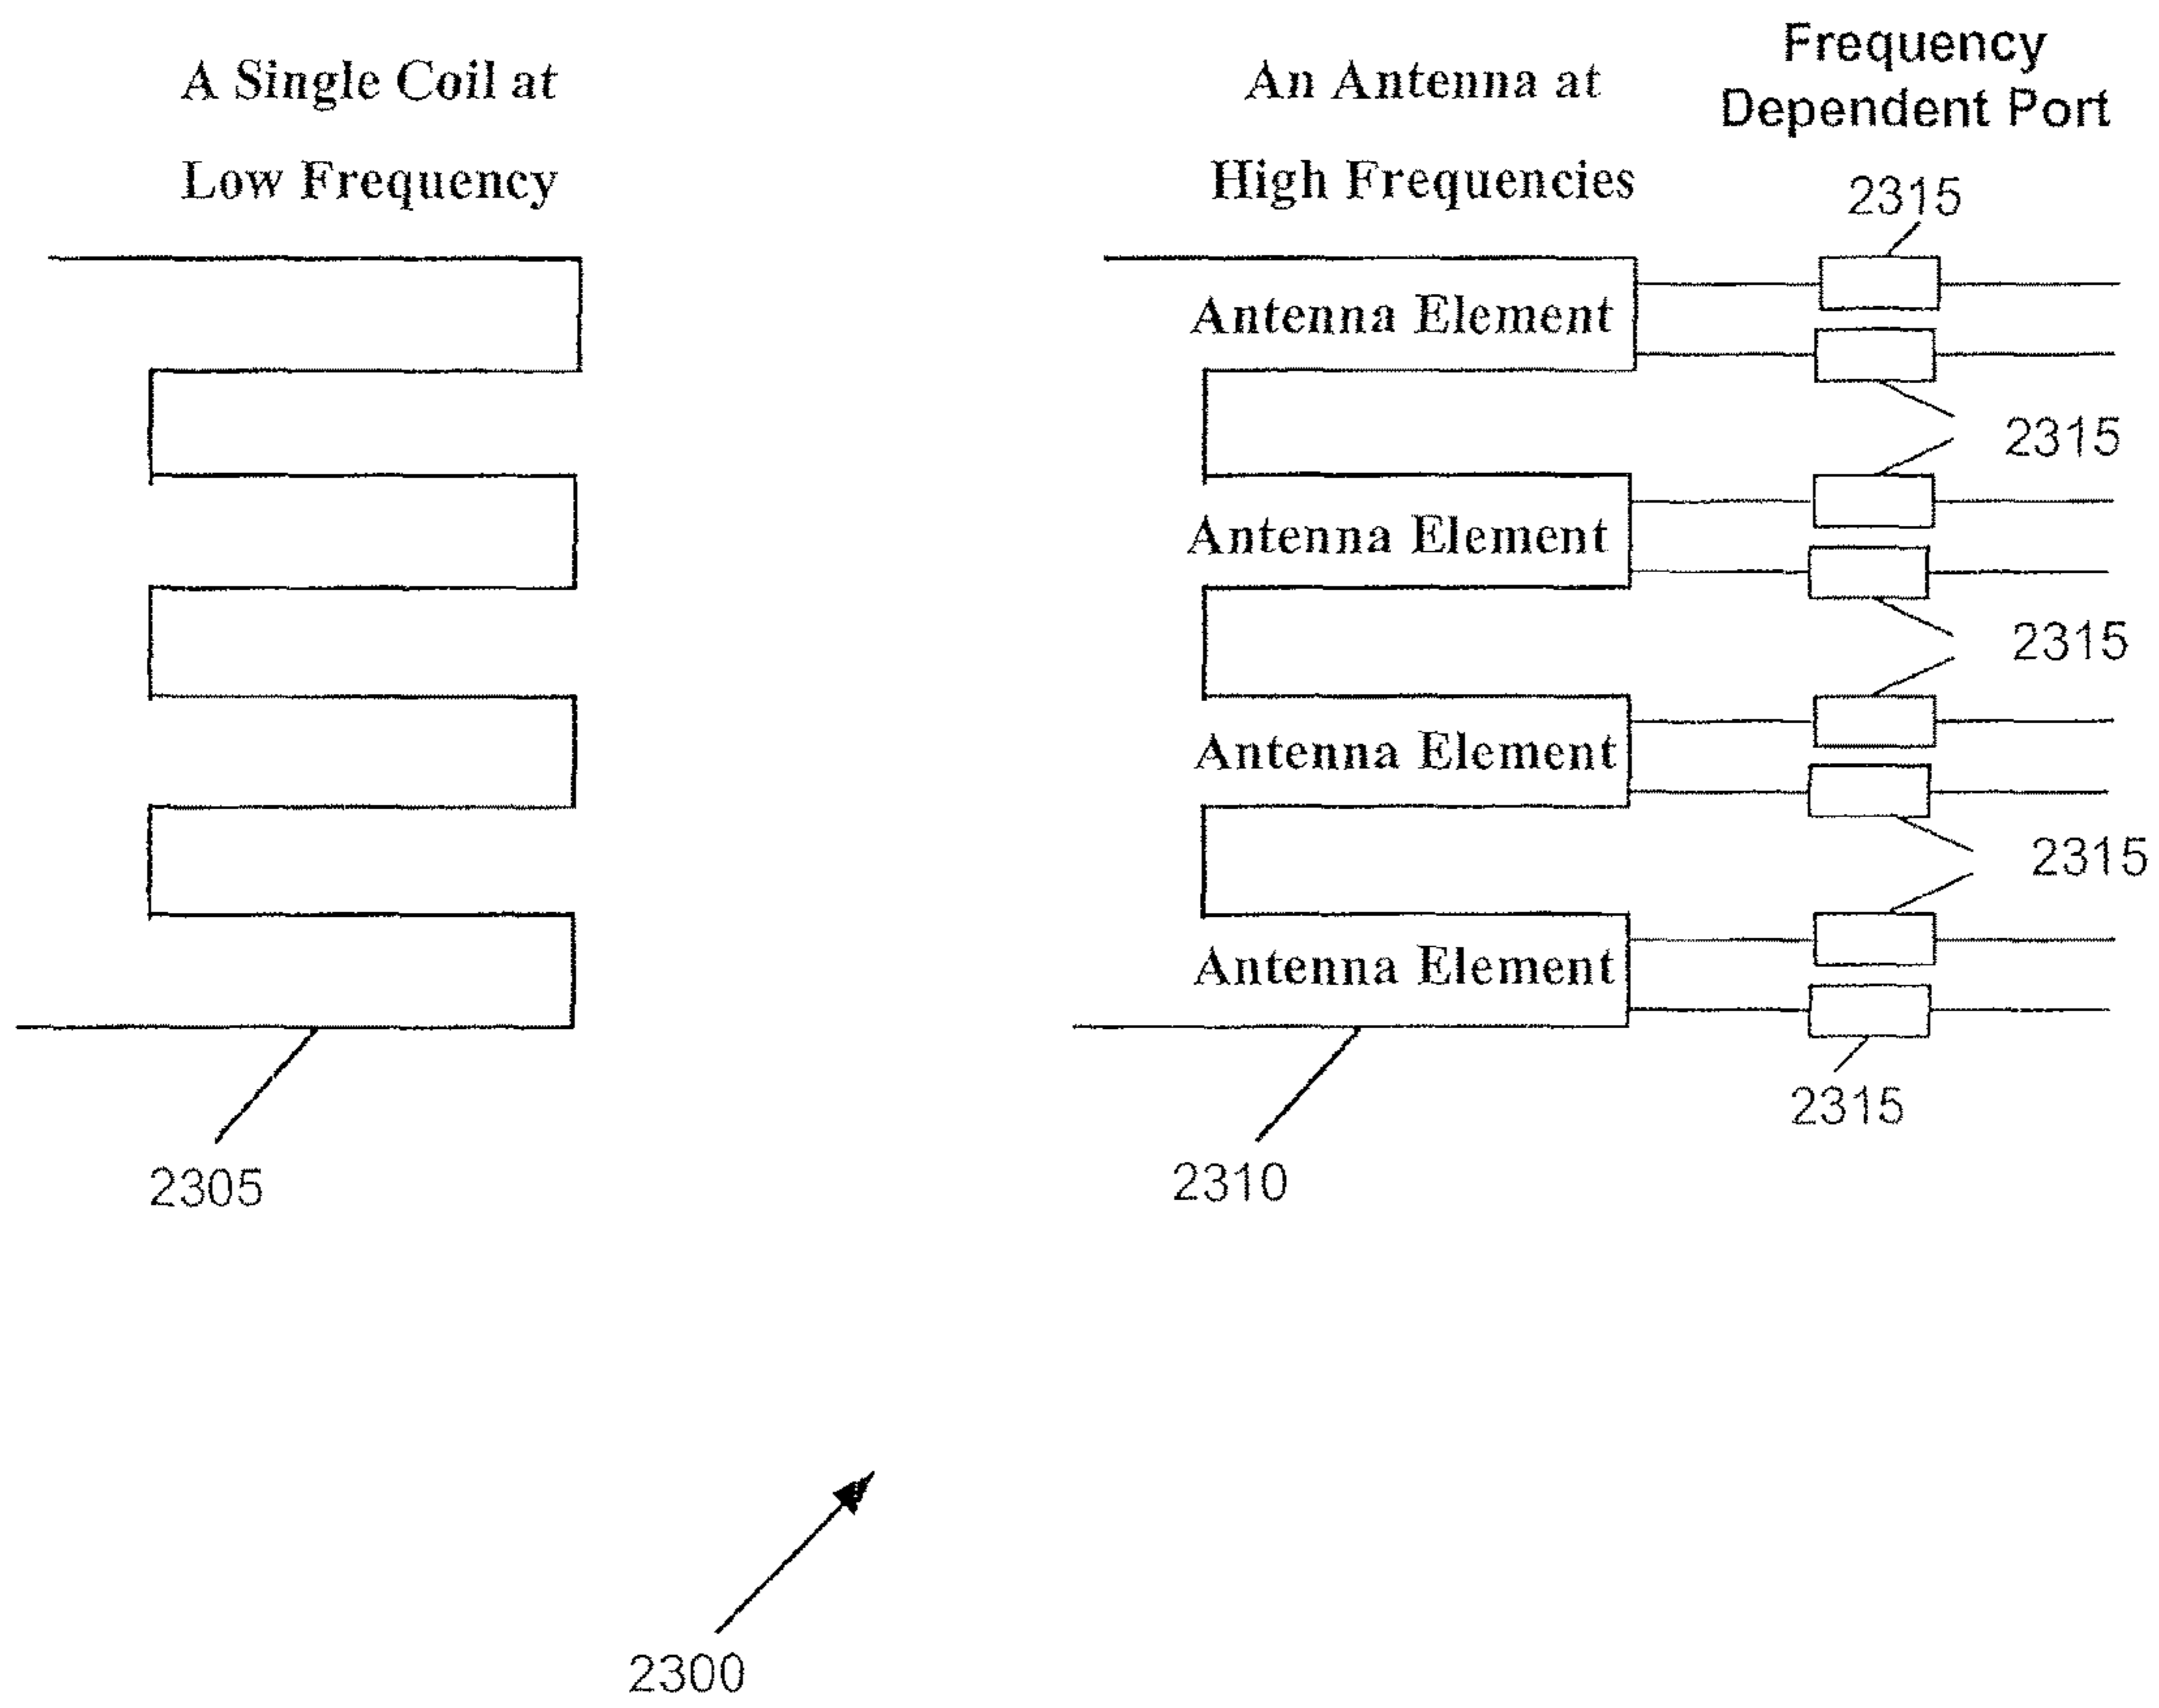 A Single Coil at
Low Frequency
An Antenna at
High Frequencies
Frequency
Dependent Port
2315
Antenna Element
2315
Antenna Element
2315
Antenna Element
2315
Antenna Element
2315
2305
2310
2300